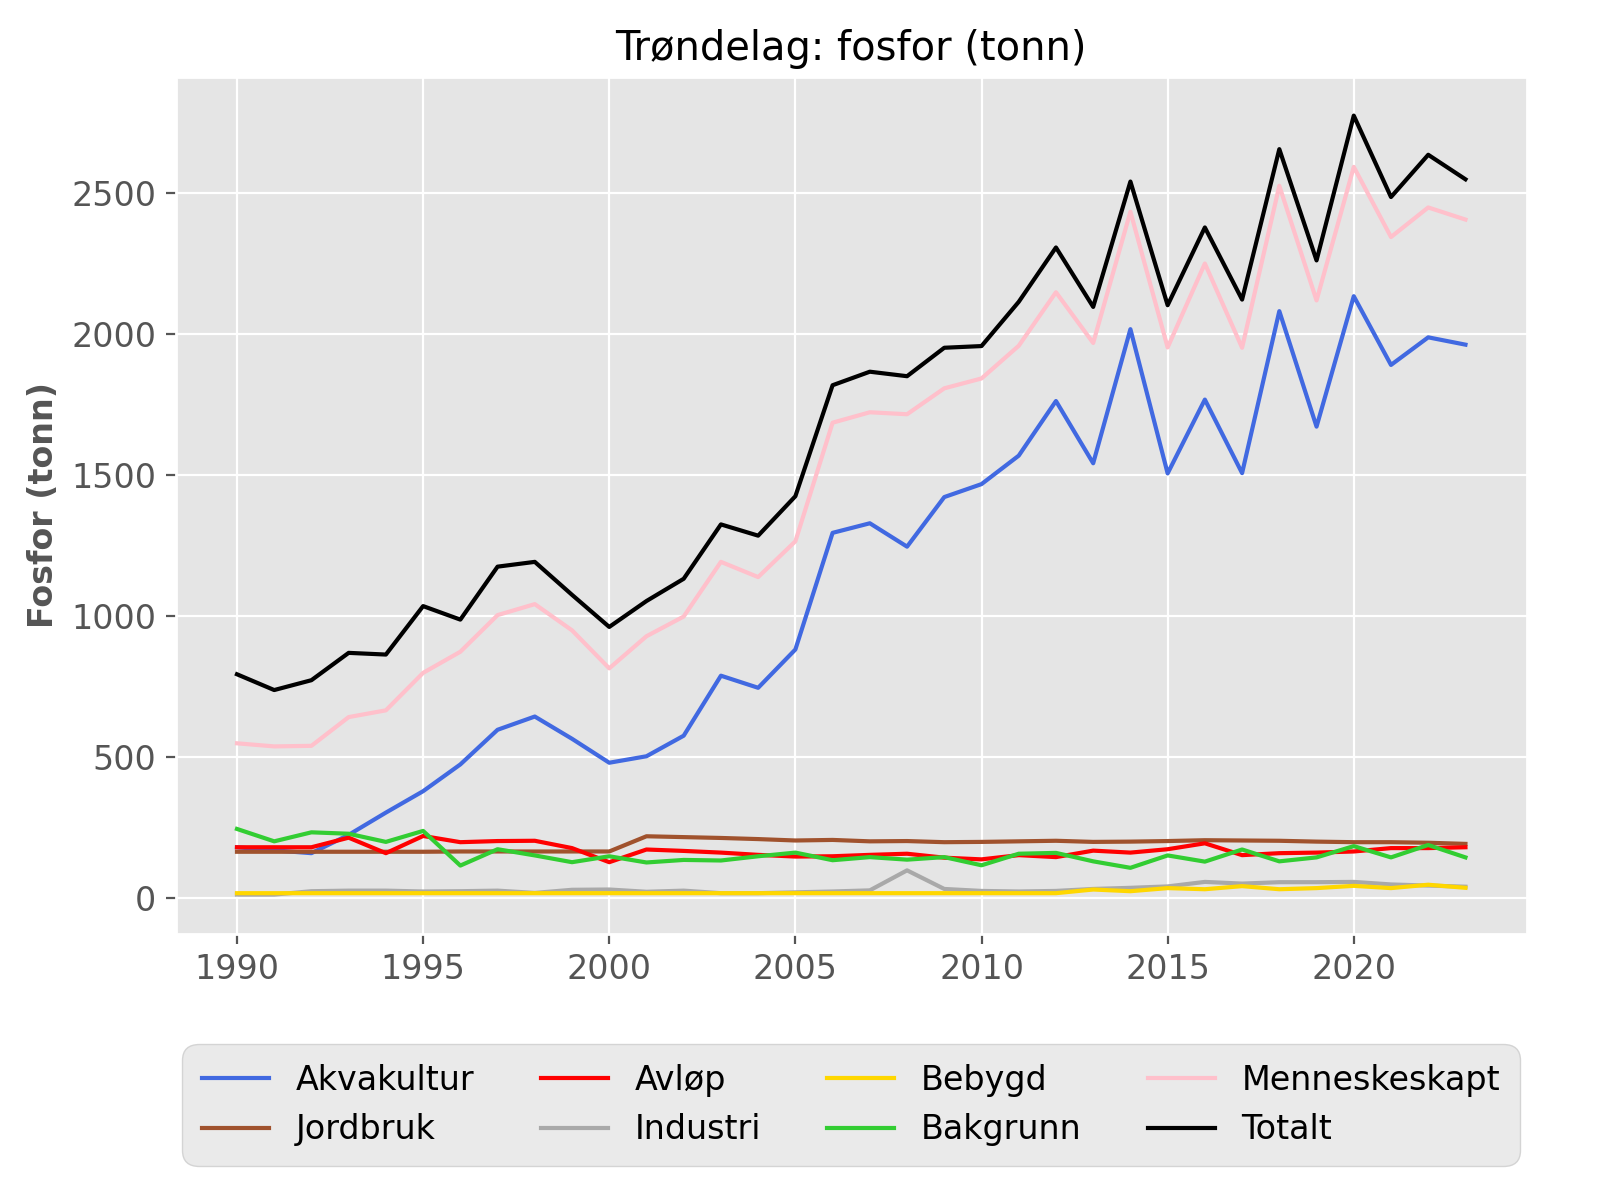 Trøndelag: fosfor (tonn)
Fosfor (tonn)
2500
2000
1500
1000
500
0
1990 1995 2000 2005 2010 2015 2020
Akvakultur Avløp Bebygd Menneskeskapt
Jordbruk Industri Bakgrunn Totalt